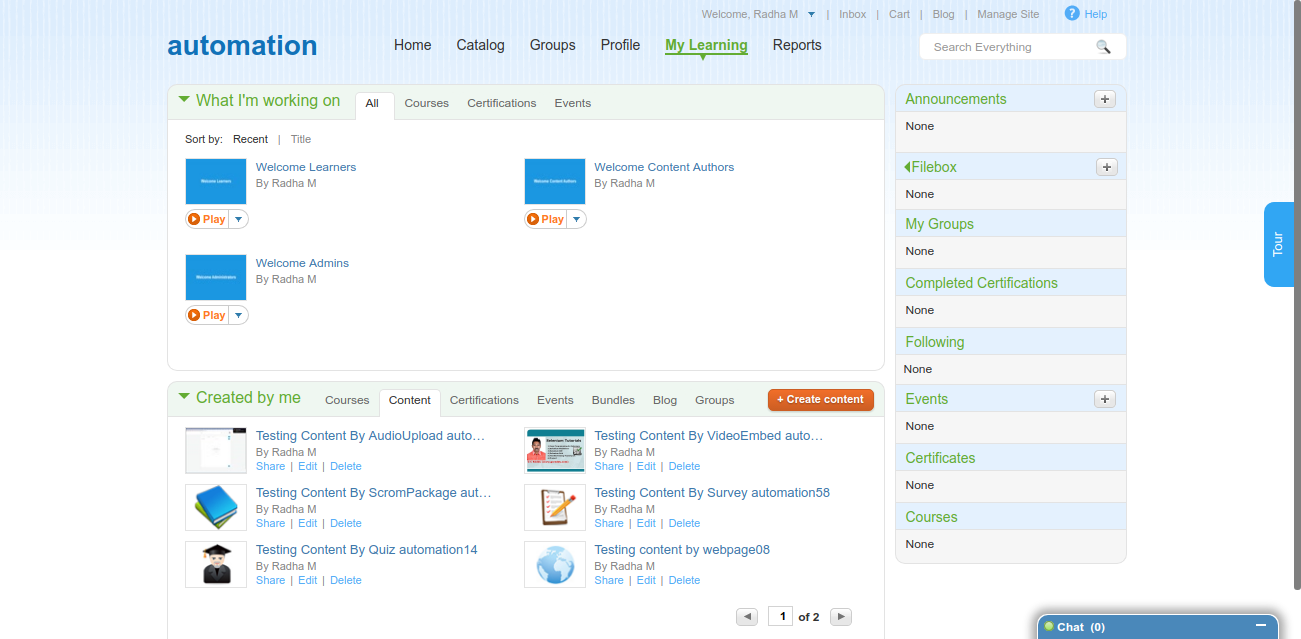 Welcome, Radha M | Inbox | Cart | Blog | Manage Site ? Help
automation
Home Catalog Groups Profile My Learning Reports
Search Everything
What I'm working on All Courses Certifications Events
Sort by: Recent | Title
Welcome Learners
Welcome Learners
By Radha M
Play
Welcome Content Authors
Welcome Content Authors
By Radha M
Play
Welcome Administrators
Welcome Admins
By Radha M
Play
Created by me Courses Content Certifications Events Bundles Blog Groups + Create content
Testing Content By AudioUpload auto…
By Radha M
Share | Edit | Delete
Selenium Tutorials
Testing Content By VideoEmbed auto…
By Radha M
Share | Edit | Delete
Testing Content By ScromPackage aut…
By Radha M
Share | Edit | Delete
Testing Content By Survey automation58
By Radha M
Share | Edit | Delete
Testing Content By Quiz automation14
By Radha M
Share | Edit | Delete
Testing content by webpage08
By Radha M
Share | Edit | Delete
1 of 2
Announcements +
None
Filebox +
None
My Groups
None
Completed Certifications
None
Following
None
Events +
None
Certificates
None
Courses
None
Tour
Chat (0)